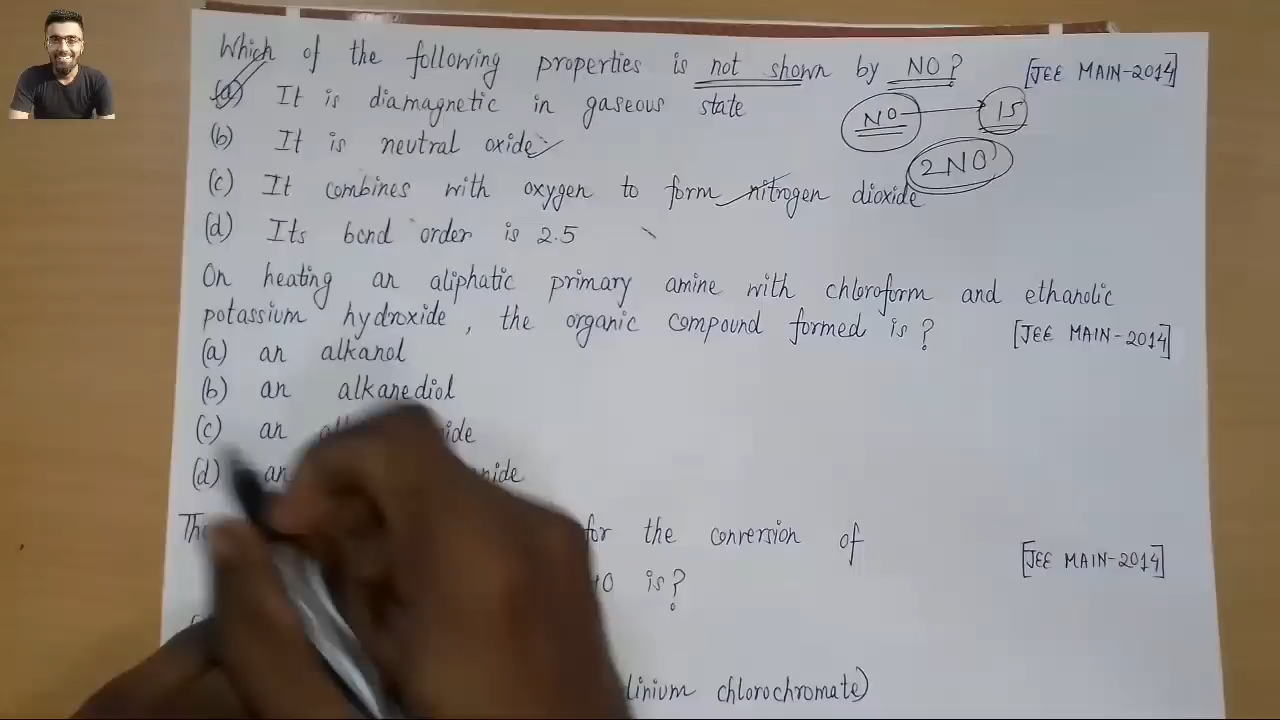 Which of the following properties is not shown by NO? [JEE MAIN-2014]
(a) It is diamagnetic in gaseous state
NO 15
(b) It is neutral oxide
2NO
(c) It combines with oxygen to form nitrogen dioxide
(d) Its bond order is 2.5
On heating an aliphatic primary amine with chloroform and ethanolic
potassium hydroxide, the organic compound formed is? [JEE MAIN-2014]
(a) an alkanol
(b) an alkanediol
(c) an
(d) an
for the conversion of
[JEE MAIN-2014]
is?
chlorochromate)